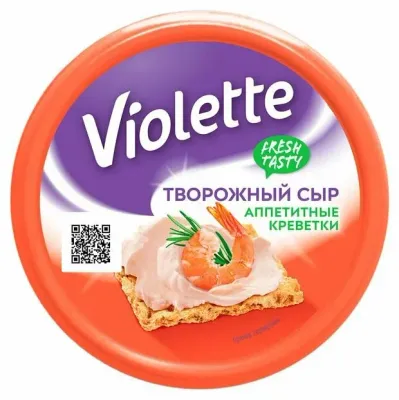 Violette
FRESH
TASTY
ТВОРОЖНЫЙ СЫР
АППЕТИТНЫЕ
КРЕВЕТКИ